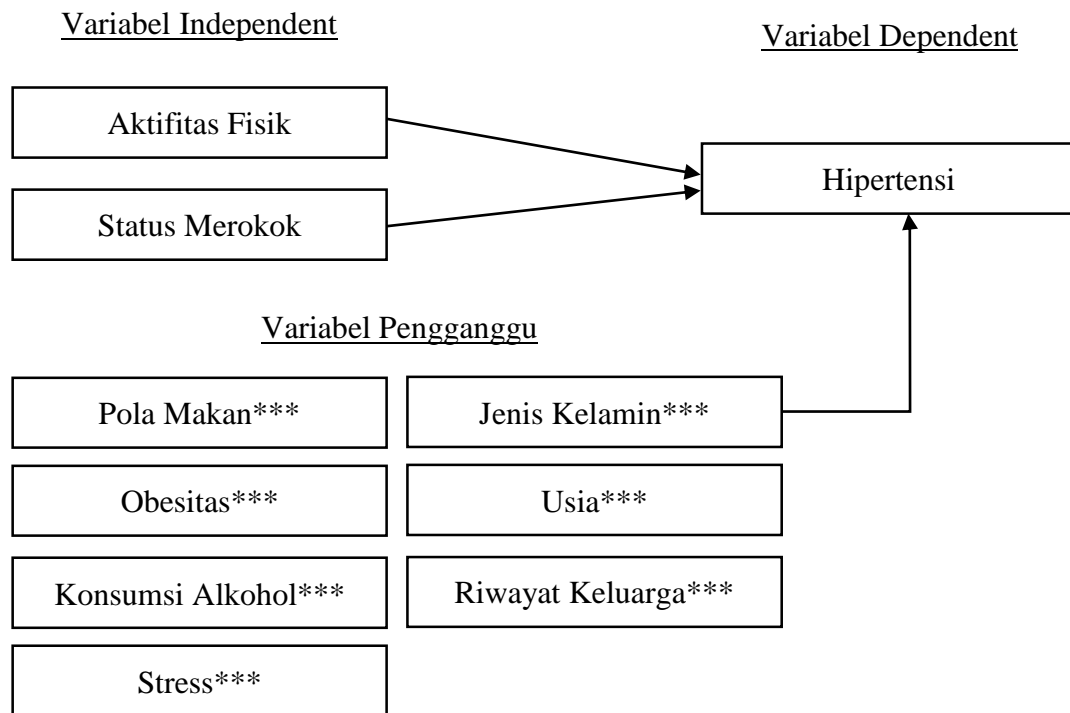 Variabel Independent
Variabel Dependent
Aktifitas Fisik
Hipertensi
Status Merokok
Variabel Pengganggu
Pola Makan***
Jenis Kelamin***
Obesitas***
Usia***
Konsumsi Alkohol***
Riwayat Keluarga***
Stress***